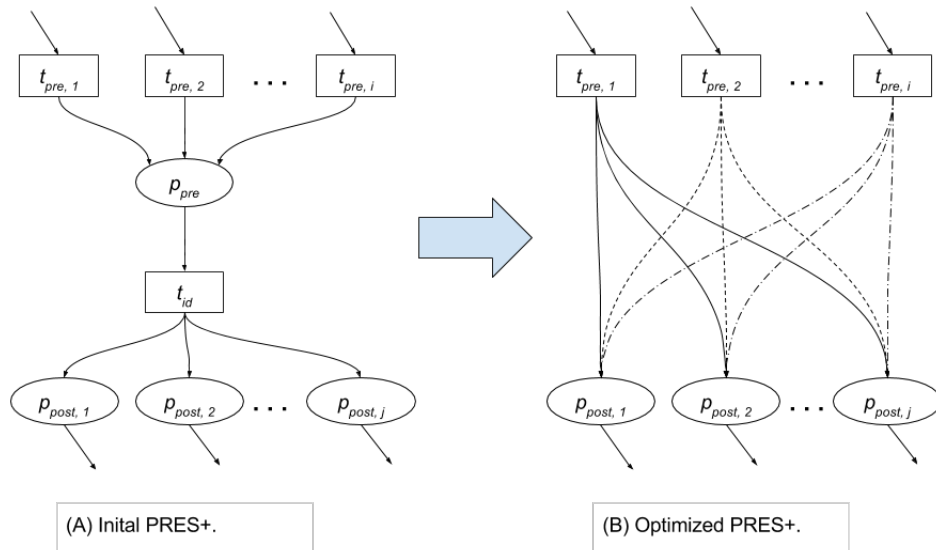 t_pre, 1 t_pre, 2 . . . t_pre, i
p_pre
t_id
p_post, 1 p_post, 2 . . . p_post, j
(A) Inital PRES+.
t_pre, 1 t_pre, 2 . . . t_pre, i
p_post, 1 p_post, 2 . . . p_post, j
(B) Optimized PRES+.